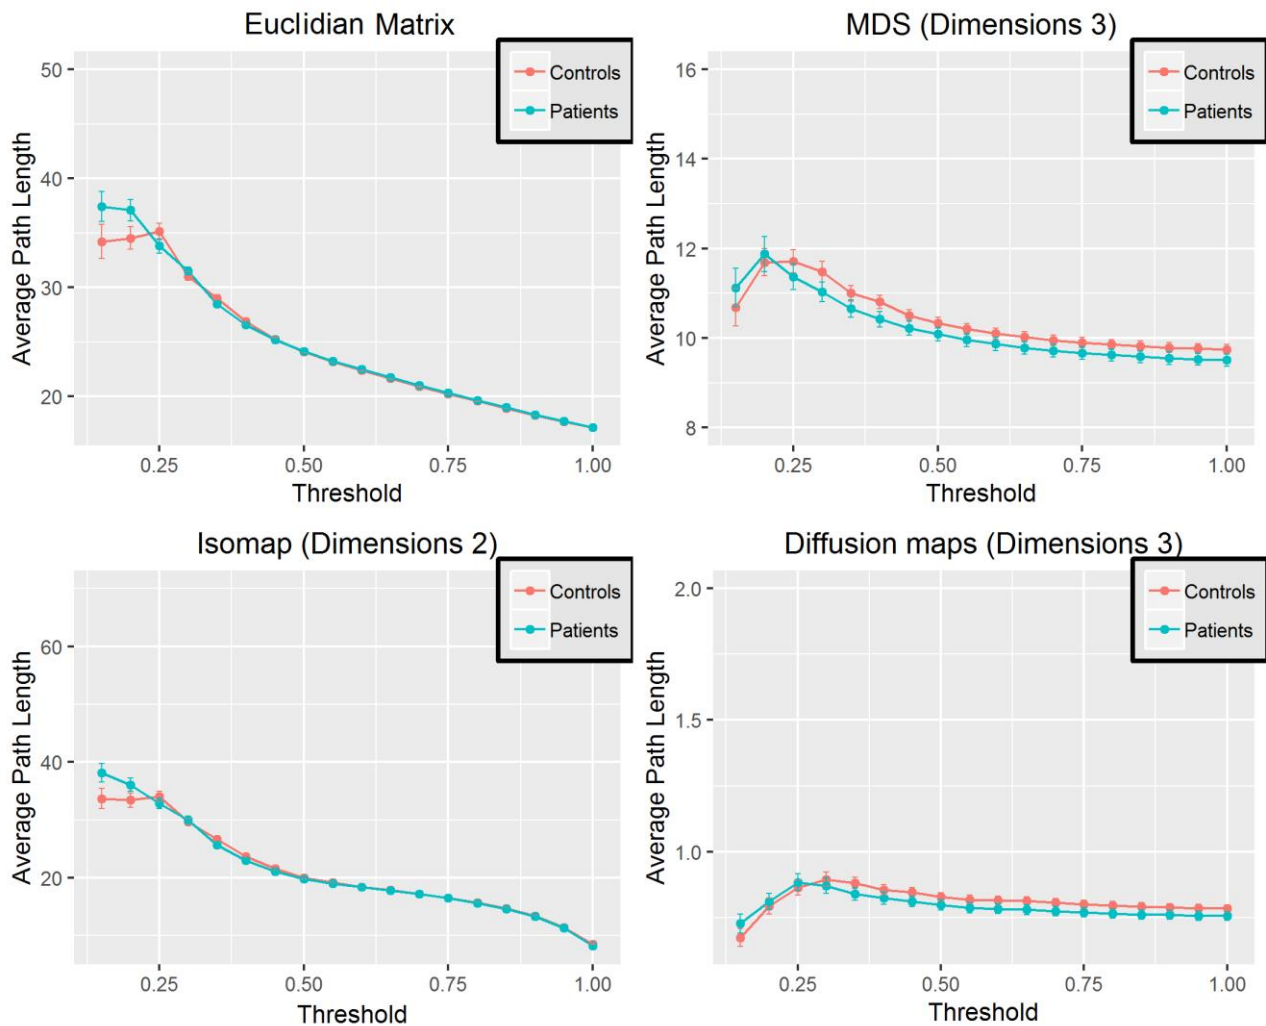 Euclidian Matrix
Controls
Patients
Average Path Length
50
40
30
20
0.25 0.50 0.75 1.00
Threshold
MDS (Dimensions 3)
Controls
Patients
Average Path Length
16
14
12
10
8
0.25 0.50 0.75 1.00
Threshold
Isomap (Dimensions 2)
Controls
Patients
Average Path Length
60
40
20
0.25 0.50 0.75 1.00
Threshold
Diffusion maps (Dimensions 3)
Controls
Patients
Average Path Length
2.0
1.5
1.0
0.25 0.50 0.75 1.00
Threshold